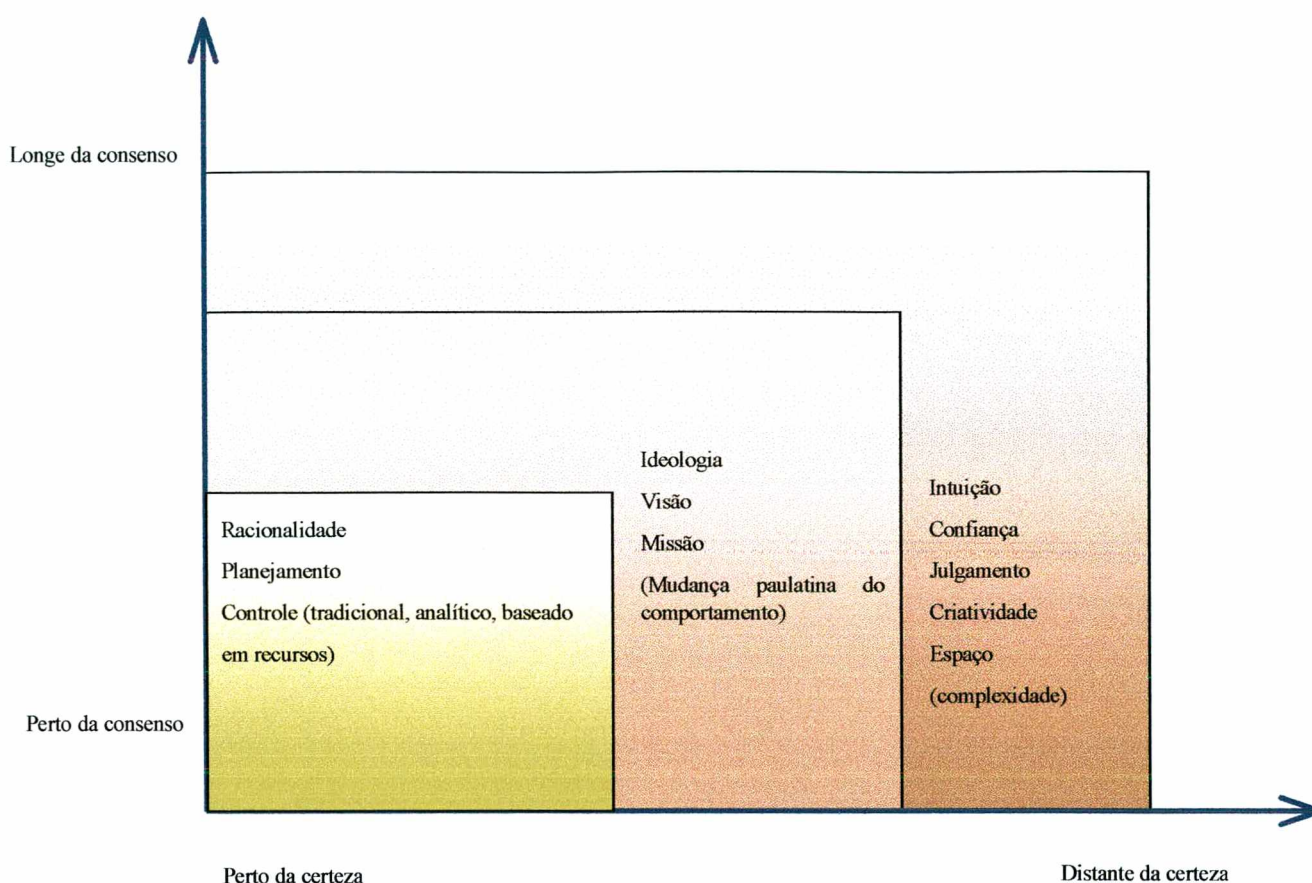 Longe da consenso
Racionalidade
Planejamento
Controle (tradicional, analítico, baseado
em recursos)
Ideologia
Visão
Missão
(Mudança paulatina do
comportamento)
Intuição
Confiança
Julgamento
Criatividade
Espaço
(complexidade)
Perto da consenso
Perto da certeza
Distante da certeza